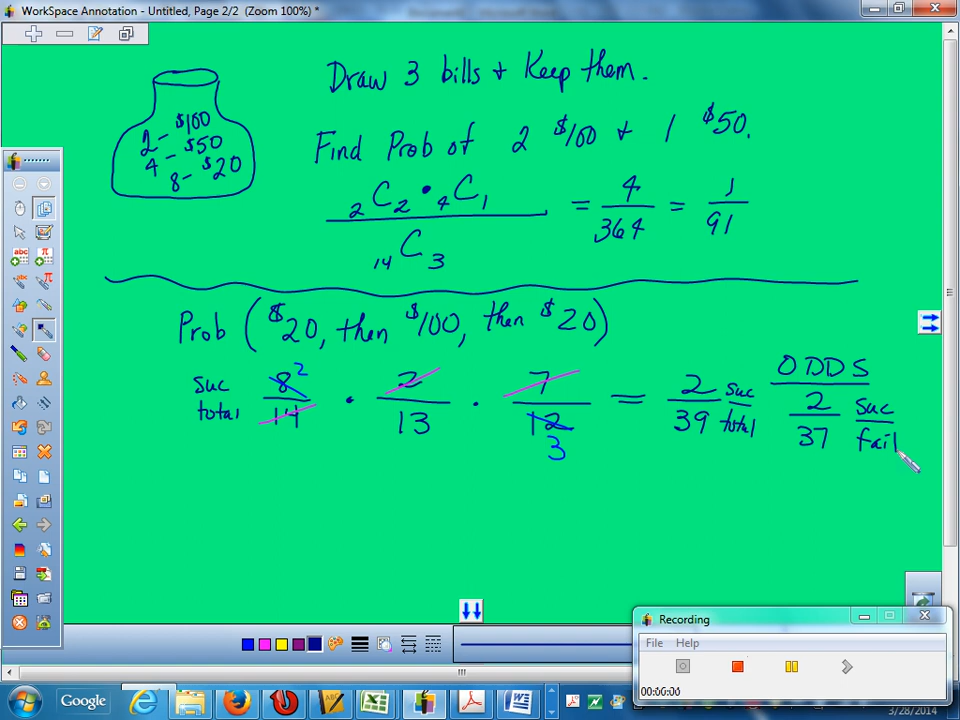 WorkSpace Annotation - Untitled, Page 2/2 (Zoom 100%) *
Draw 3 bills + Keep them.
2 - $100
4 - $50
8 - $20
Find Prob of 2 $100 + 1 $50.
2C2 • 4C1 / 14C3 = 4/364 = 1/91
Prob ($20, then $100, then $20)
suc
total
8 2 / 14 • 2 / 13 • 7 / 12 3 = 2/39 suc/total
ODDS
2/37 suc/fail
abc
π
abc
π
Recording
File Help
Google
3/28/2014